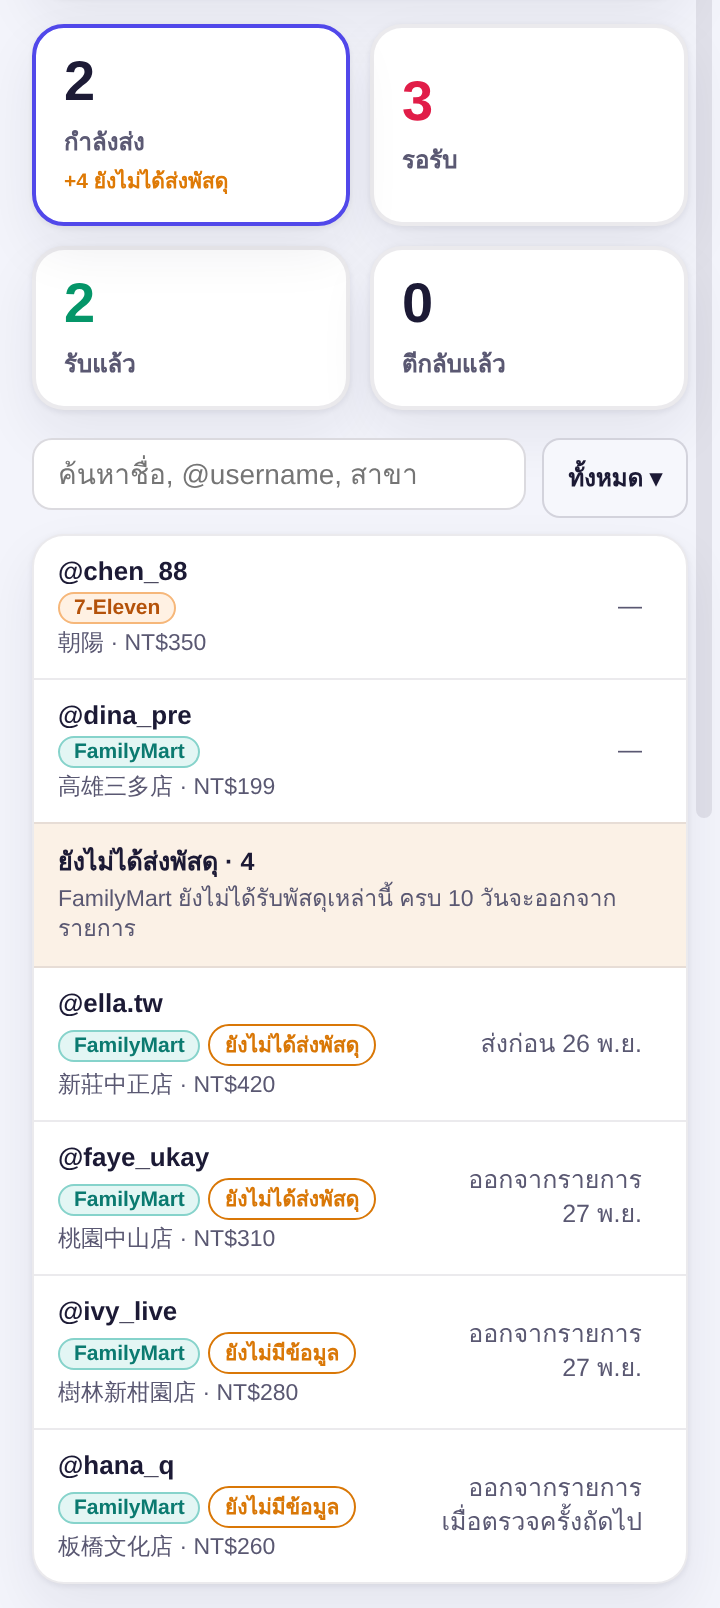 2
กำลังส่ง
+4 ยังไม่ได้ส่งพัสดุ
3
รอรับ
2
รับแล้ว
0
ตีกลับแล้ว
ค้นหาชื่อ, @username, สาขา
ทั้งหมด ▾
@chen_88
7-Eleven
朝陽 · NT$350
—
@dina_pre
FamilyMart
高雄三多店 · NT$199
—
ยังไม่ได้ส่งพัสดุ · 4
FamilyMart ยังไม่ได้รับพัสดุเหล่านี้ ครบ 10 วันจะออกจาก
รายการ
@ella.tw
FamilyMart ยังไม่ได้ส่งพัสดุ
新莊中正店 · NT$420
ส่งก่อน 26 พ.ย.
@faye_ukay
FamilyMart ยังไม่ได้ส่งพัสดุ
桃園中山店 · NT$310
ออกจากรายการ
27 พ.ย.
@ivy_live
FamilyMart ยังไม่มีข้อมูล
樹林新柑園店 · NT$280
ออกจากรายการ
27 พ.ย.
@hana_q
FamilyMart ยังไม่มีข้อมูล
板橋文化店 · NT$260
ออกจากรายการ
เมื่อตรวจครั้งถัดไป